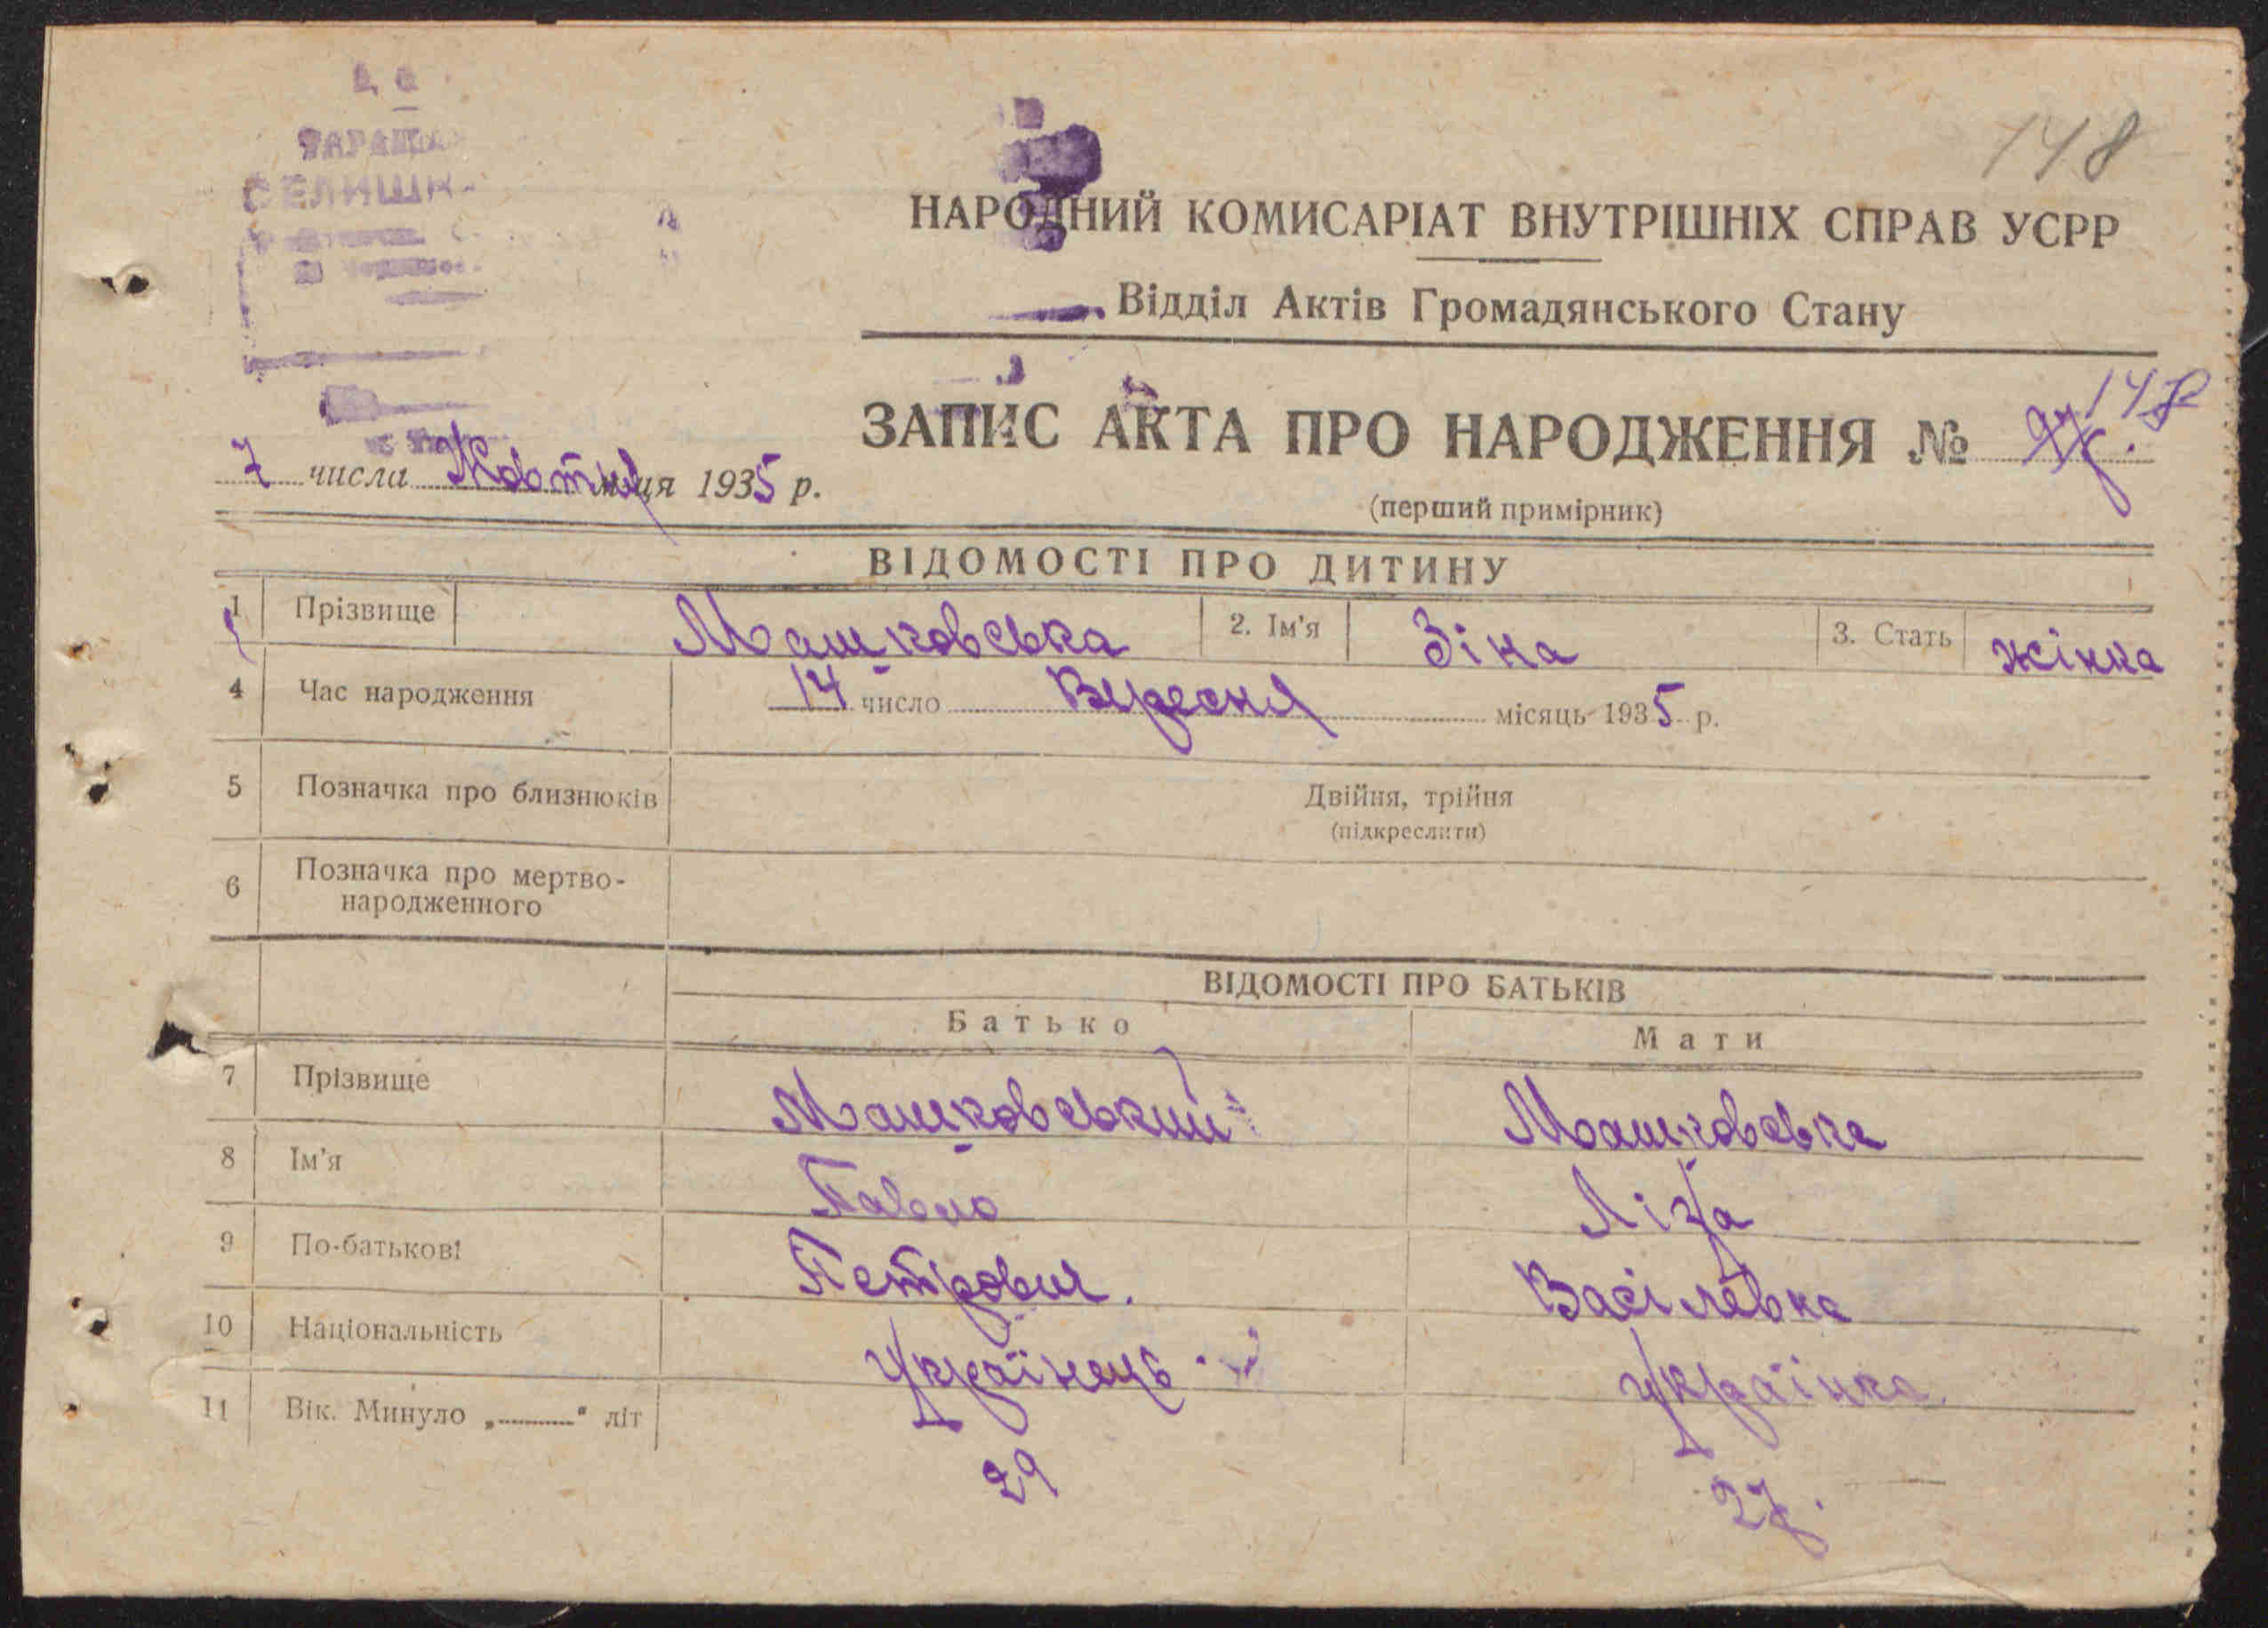 ТАРАЩА
СЕЛИШК
148
НАРОДНИЙ КОМИСАРІАТ ВНУТРІШНІХ СПРАВ УСРР
Відділ Актів Громадянського Стану
ЗАПИС АКТА ПРО НАРОДЖЕННЯ № 148
7 числа Жовтня м-ця 1935 р.
(перший примірник)
ВІДОМОСТІ ПРО ДИТИНУ
1 Прізвище Машковська 2. Ім'я Зіна 3. Стать жінка
4 Час народження 14 число Вересня місяць 1935 р.
5 Позначка про близнюків Двійня, трійня
(підкреслити)
6 Позначка про мертво-
народженного
ВІДОМОСТІ ПРО БАТЬКІВ
Батько Мати
7 Прізвище Машковський Машковська
8 Ім'я Павло Ліза
9 По-батькові Петрович. Васілевна
10 Національність Українець Українка
11 Вік. Минуло „ “ літ
29 27.